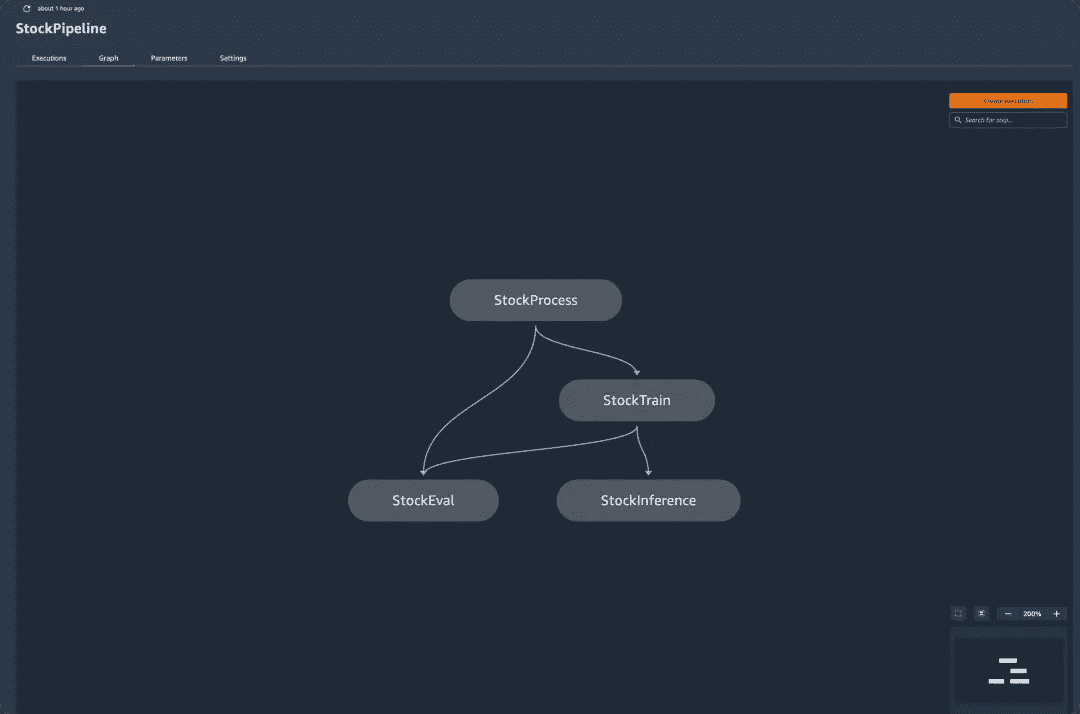 about 1 hour ago
StockPipeline
Executions Graph Parameters Settings
Create execution
Search for step...
StockProcess
StockTrain
StockEval StockInference
200%